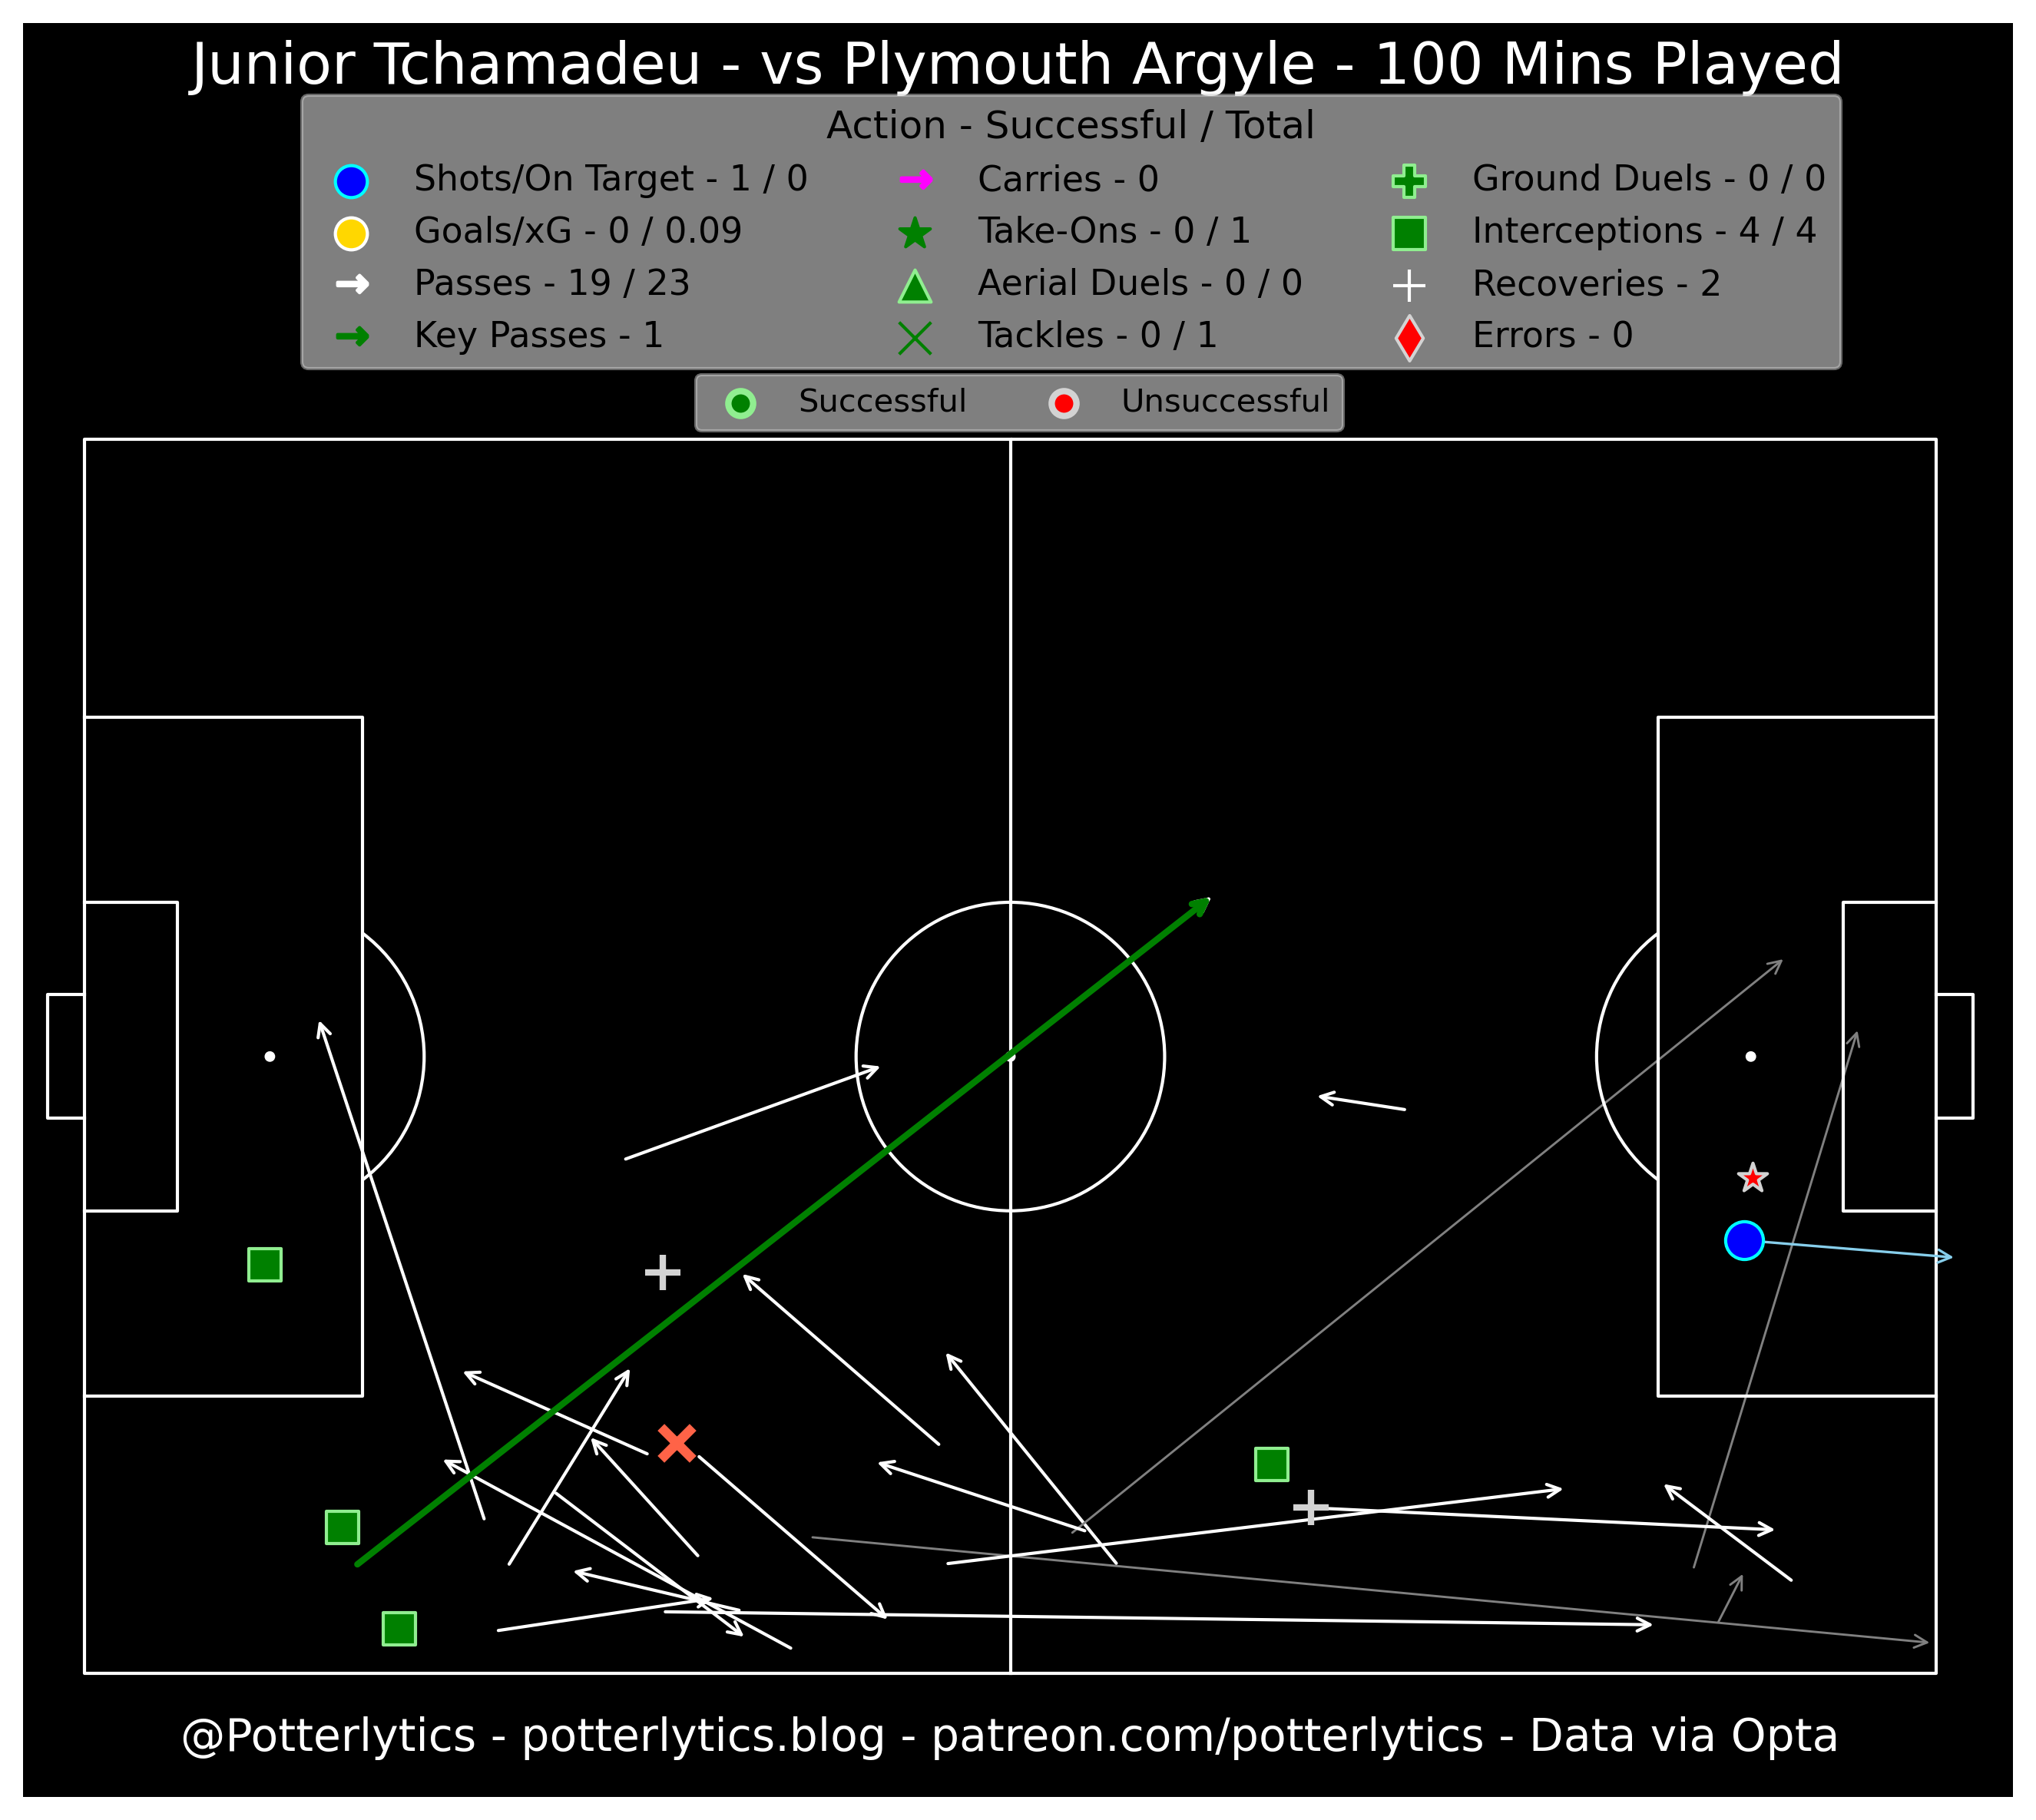 Junior Tchamadeu - vs Plymouth Argyle - 100 Mins Played
Action - Successful / Total
Shots/On Target - 1 / 0
Goals/xG - 0 / 0.09
Passes - 19 / 23
Key Passes - 1
Carries - 0
Take-Ons - 0 / 1
Aerial Duels - 0 / 0
Tackles - 0 / 1
Ground Duels - 0 / 0
Interceptions - 4 / 4
Recoveries - 2
Errors - 0
Successful
Unsuccessful
@Potterlytics - potterlytics.blog - patreon.com/potterlytics - Data via Opta